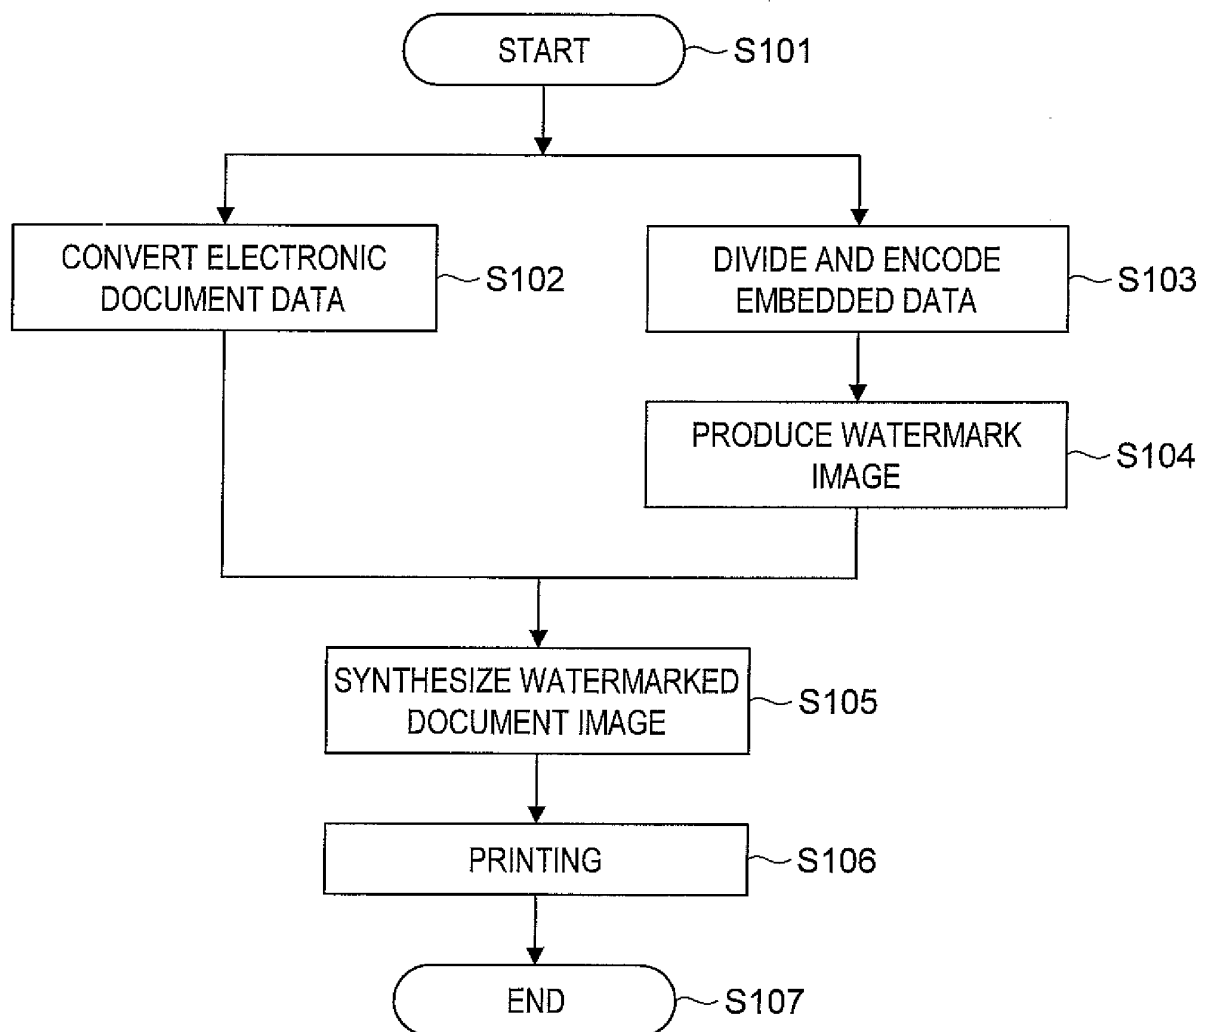 START
S101
CONVERT ELECTRONIC
DOCUMENT DATA
S102
DIVIDE AND ENCODE
EMBEDDED DATA
S103
PRODUCE WATERMARK
IMAGE
S104
SYNTHESIZE WATERMARKED
DOCUMENT IMAGE
S105
PRINTING
S106
END
S107